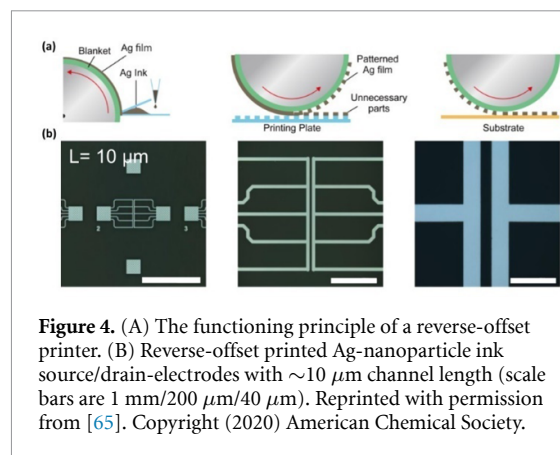 (a)
Blanket
Ag film
Ag Ink
Patterned
Ag film
Unnecessary
parts
Printing Plate
Substrate
(b)
L= 10 μm
2
3
Figure 4. (A) The functioning principle of a reverse-offset
printer. (B) Reverse-offset printed Ag-nanoparticle ink
source/drain-electrodes with ∼10 μm channel length (scale
bars are 1 mm/200 μm/40 μm). Reprinted with permission
from [65]. Copyright (2020) American Chemical Society.